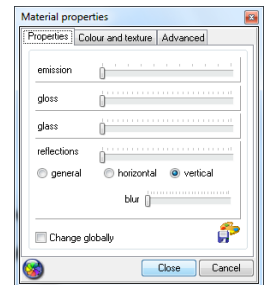 Material properties
Properties Colour and texture Advanced
emission
gloss
glass
reflections
general horizontal vertical
blur
Change globally
Close Cancel